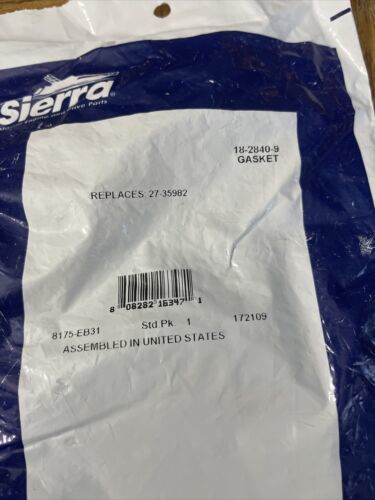 Sierra®
Parts
18-2840-9
GASKET
REPLACES: 27-35982
8 08282 16347 1
8175-EB31 Std Pk. 1 172109
ASSEMBLED IN UNITED STATES